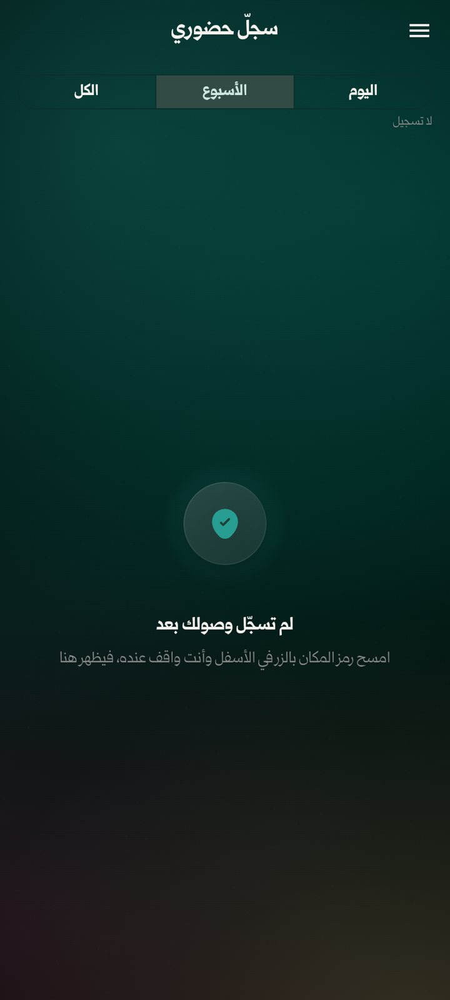 سجلّ حضوري
اليوم
الأسبوع
الكل
لا تسجيل
لم تسجّل وصولك بعد
امسح رمز المكان بالزر في الأسفل وأنت واقف عنده، فيظهر هنا